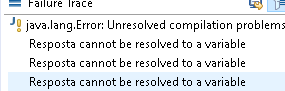 Failure Trace
java.lang.Error: Unresolved compilation problems
Resposta cannot be resolved to a variable
Resposta cannot be resolved to a variable
Resposta cannot be resolved to a variable